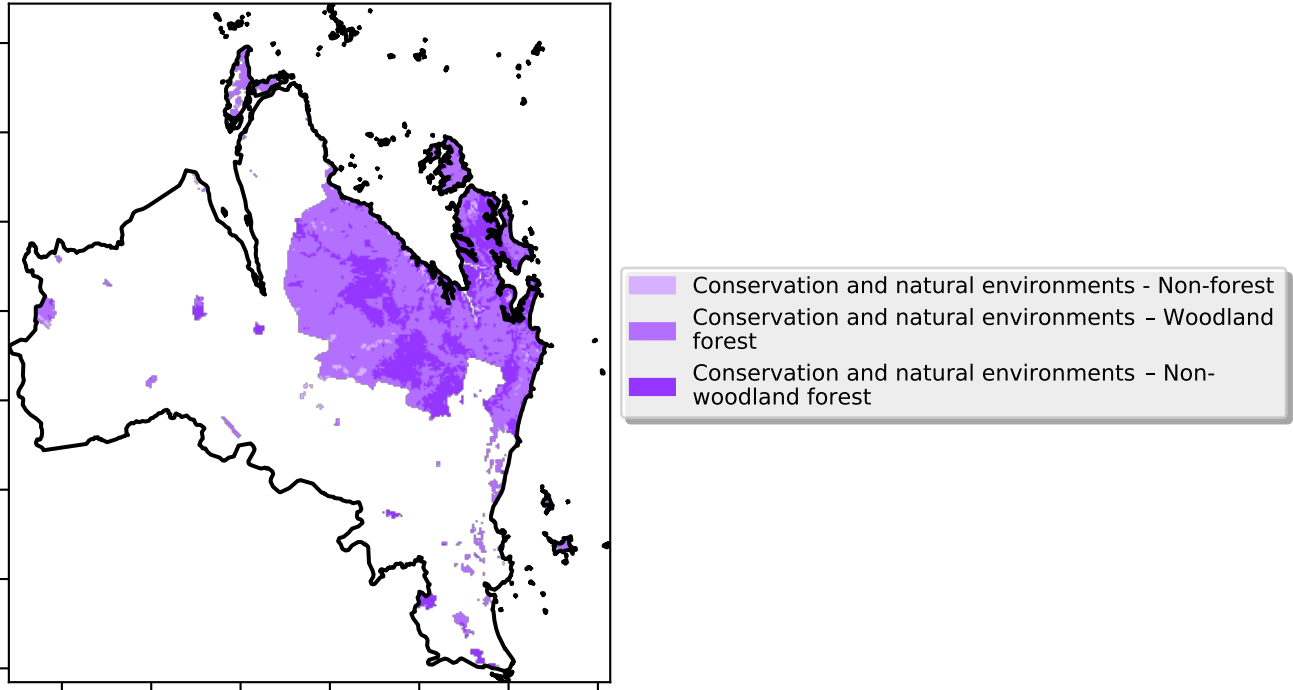 Conservation and natural environments - Non-forest
Conservation and natural environments – Woodland
forest
Conservation and natural environments – Non-
woodland forest